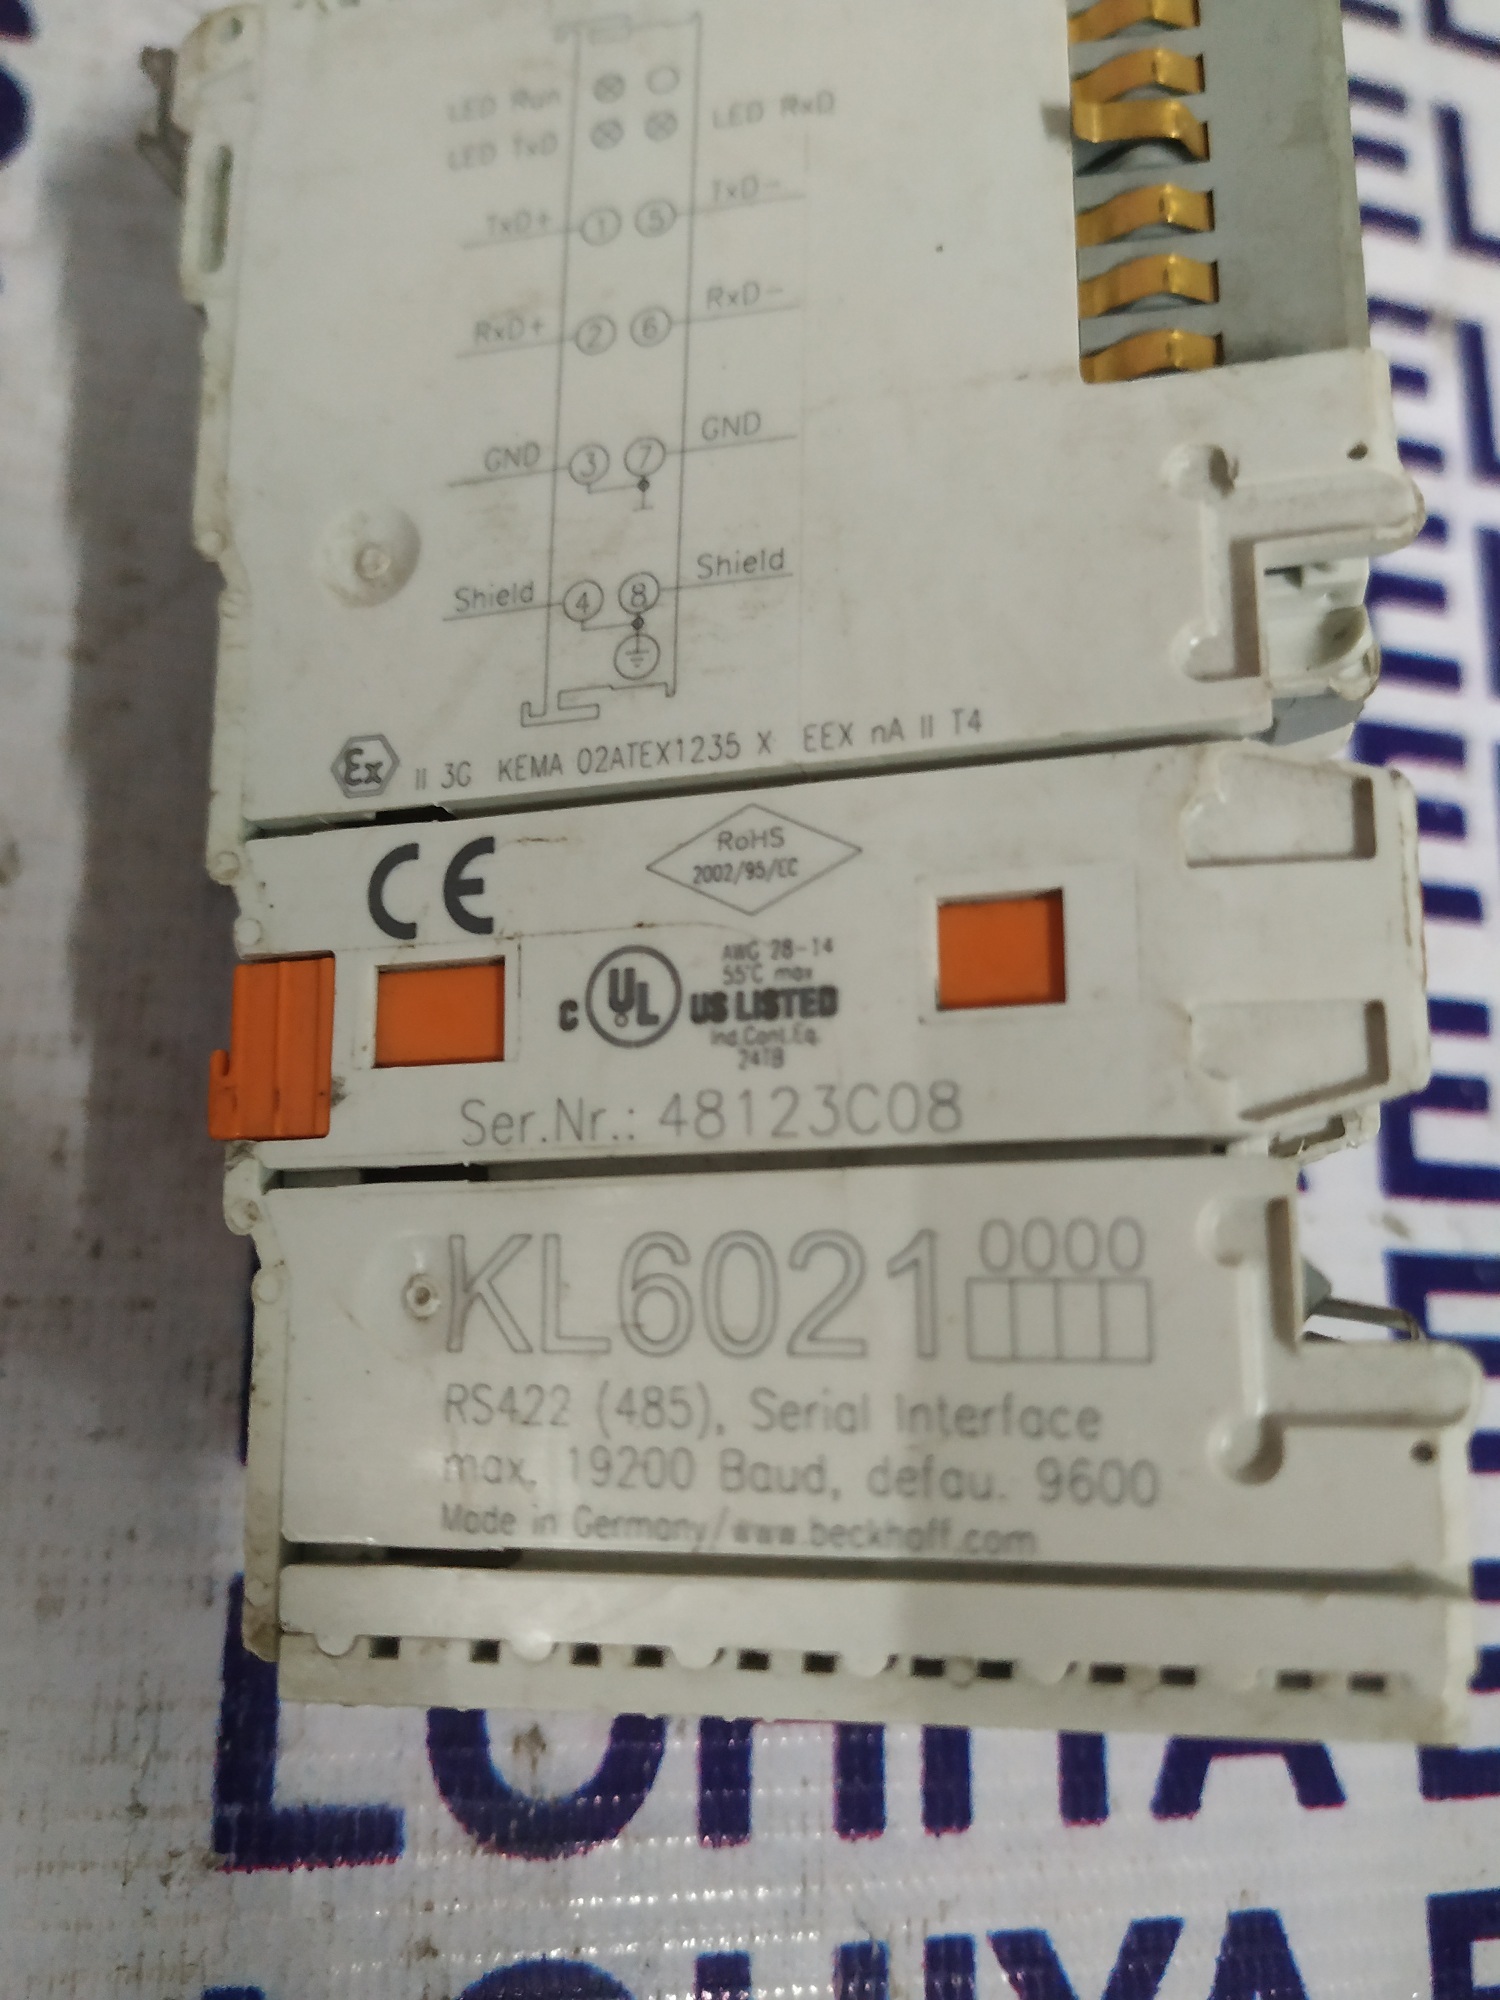 LED Run
LED RxD
LED TxD
TxD-
TxD+ 1 5
RxD-
RxD+ 2 6
GND
GND 3 7
Shield
Shield 4 8
Ex II 3G KEMA 02ATEX1235 X EEX nA II T4
CE
RoHS
2002/95/EC
AWG 28-14
55°C max
C UL US LISTED
Ind.Cont.Eq.
24TB
Ser.Nr.: 48123C08
0000
KL6021
RS422 (485), Serial Interface
max. 19200 Baud, defau. 9600
Made in Germany/www.beckhoff.com
LOHIYA
LOHIYA